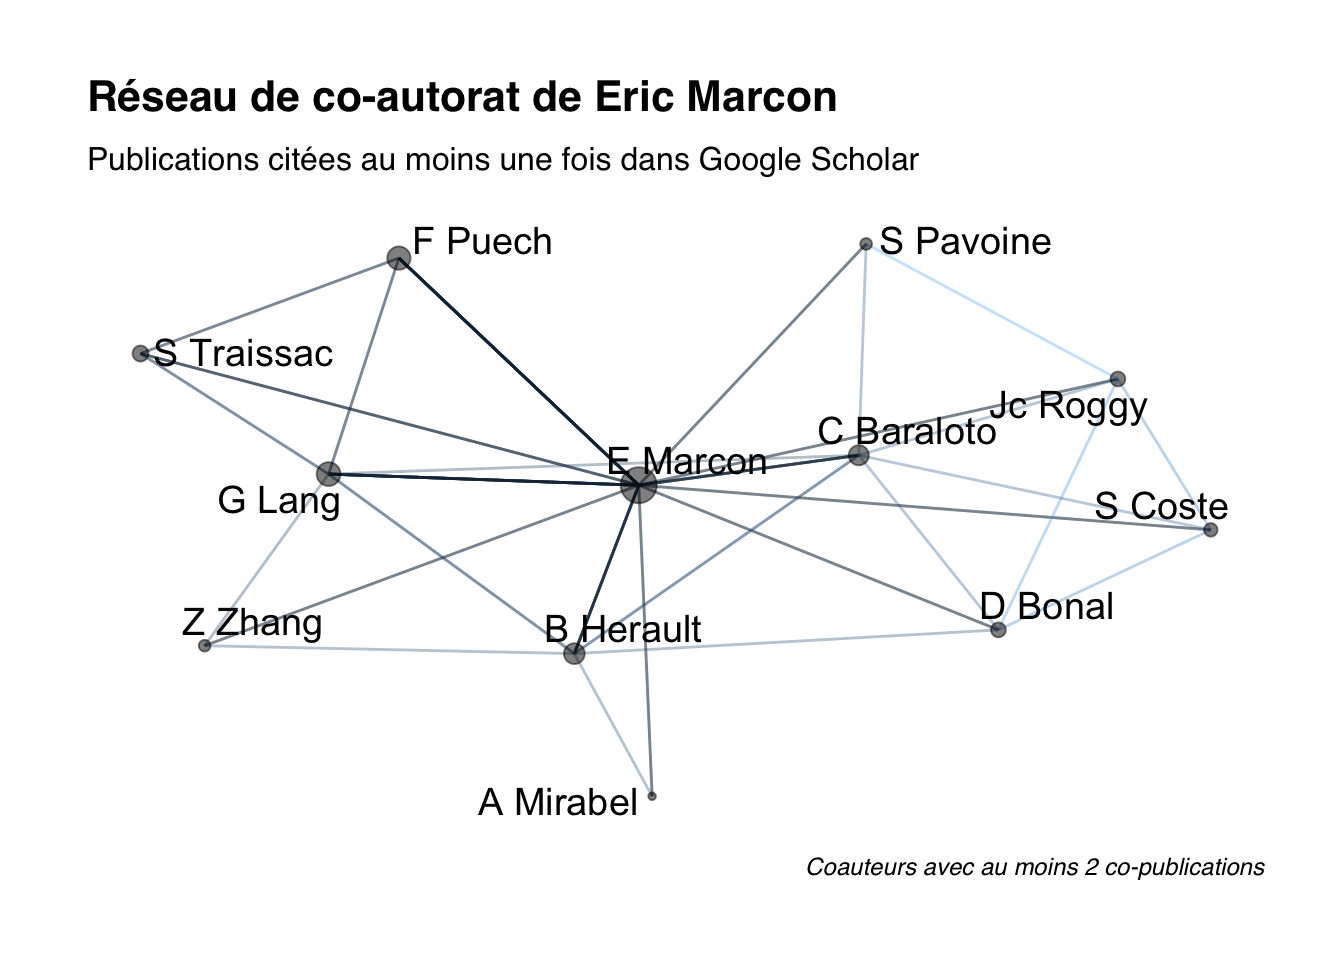 Réseau de co-autorat de Eric Marcon
Publications citées au moins une fois dans Google Scholar
F Puech
S Pavoine
S Traissac
Jc Roggy
C Baraloto
E Marcon
G Lang
S Coste
D Bonal
Z Zhang
B Herault
A Mirabel
Coauteurs avec au moins 2 co-publications